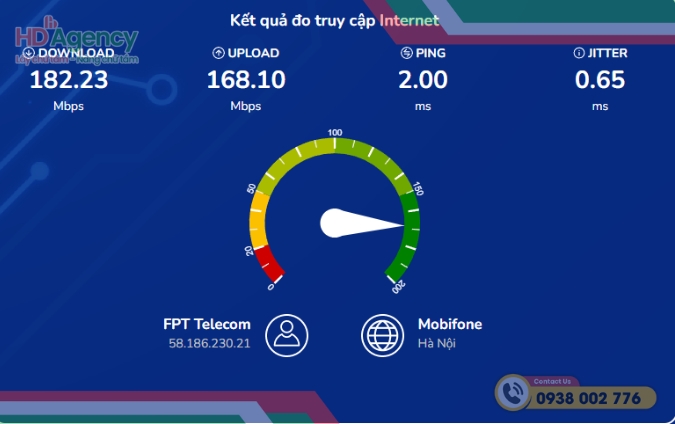 Kết quả đo truy cập Internet
HD Agency
DOWNLOAD
182.23
Mbps
UPLOAD
168.10
Mbps
PING
2.00
ms
JITTER
0.65
ms
0
20
50
100
150
200
FPT Telecom
58.186.230.21
Mobifone
Hà Nội
Contact Us
0938 002 776